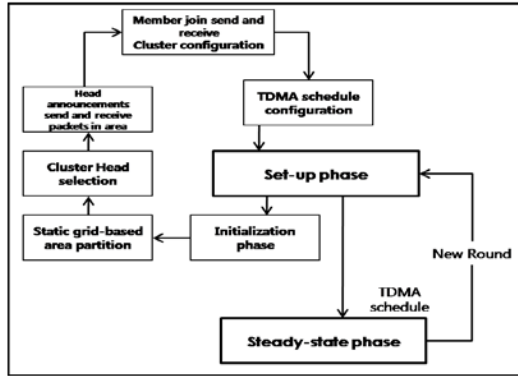 Member join send and
receive
Cluster configuration
Head
announcements
send and receive
packets in area
TDMA schedule
configuration
Cluster Head
selection
Set-up phase
Static grid-based
area partition
Initialization
phase
New Round
TDMA
schedule
Steady-state phase